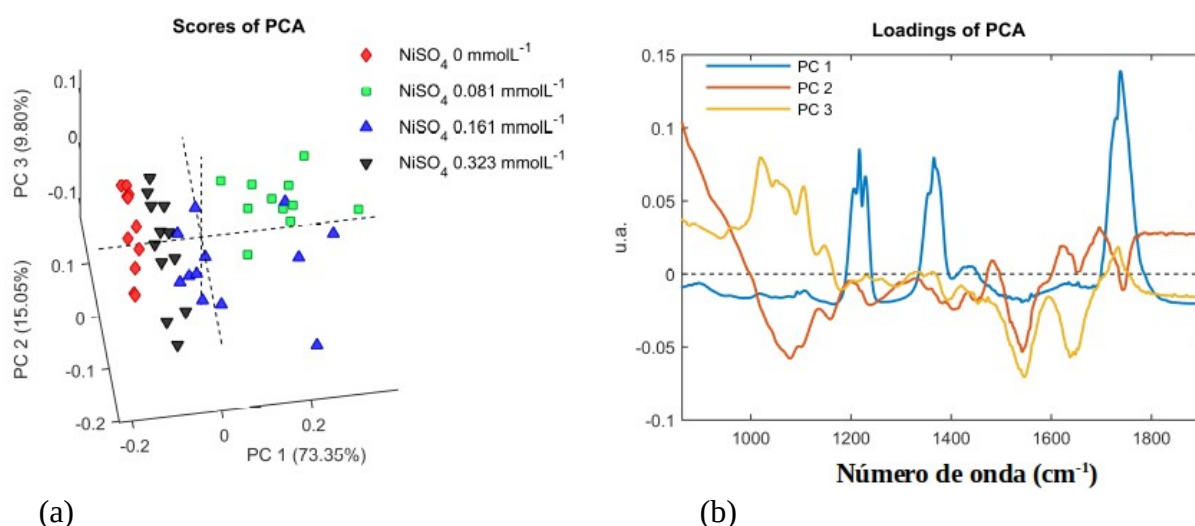 Scores of PCA
NiSO4 0 mmolL-1
NiSO4 0.081 mmolL-1
NiSO4 0.161 mmolL-1
NiSO4 0.323 mmolL-1
PC 3 (9.80%)
0.1
0
-0.1
PC 2 (15.05%)
0.1
0
-0.1
-0.2
-0.2
0
0.2
PC 1 (73.35%)
(a)
Loadings of PCA
PC 1
PC 2
PC 3
u.a.
0.15
0.1
0.05
0
-0.05
-0.1
1000
1200
1400
1600
1800
Número de onda (cm-1)
(b)